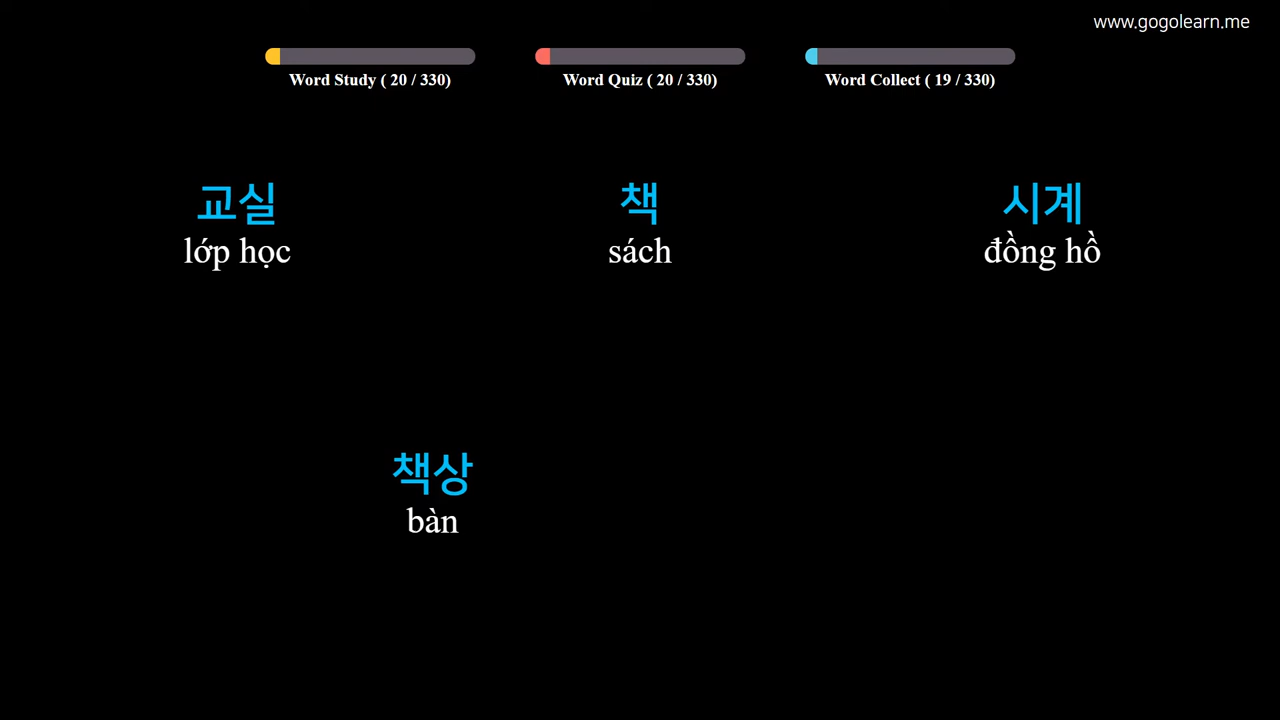 www.gogolearn.me
Word Study ( 20 / 330)
Word Quiz ( 20 / 330)
Word Collect ( 19 / 330)
교실
lớp học
책
sách
시계
đồng hồ
책상
bàn